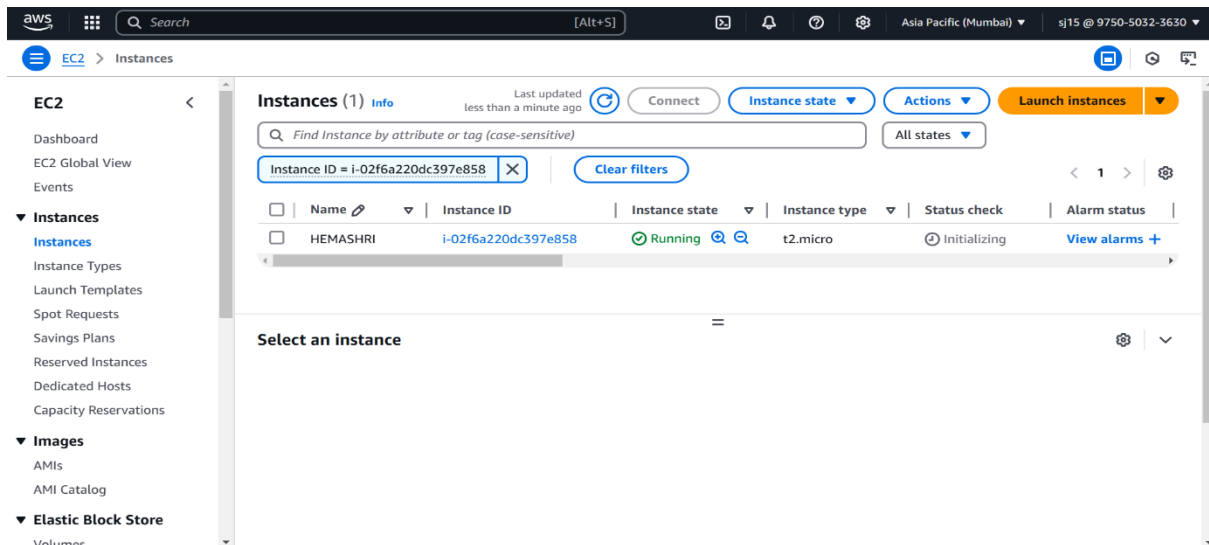 aws
Search [Alt+S] Asia Pacific (Mumbai) sj15 @ 9750-5032-3630
EC2 > Instances
EC2
Dashboard
EC2 Global View
Events
Instances
Instances
Instance Types
Launch Templates
Spot Requests
Savings Plans
Reserved Instances
Dedicated Hosts
Capacity Reservations
Images
AMIs
AMI Catalog
Elastic Block Store
Volumes
Instances (1) Info
Last updated
less than a minute ago
Connect
Instance state
Actions
Launch instances
Find Instance by attribute or tag (case-sensitive)
All states
Instance ID = i-02f6a220dc397e858
Clear filters
1
Name Instance ID Instance state Instance type Status check Alarm status
HEMASHRI i-02f6a220dc397e858 Running t2.micro Initializing View alarms +
Select an instance